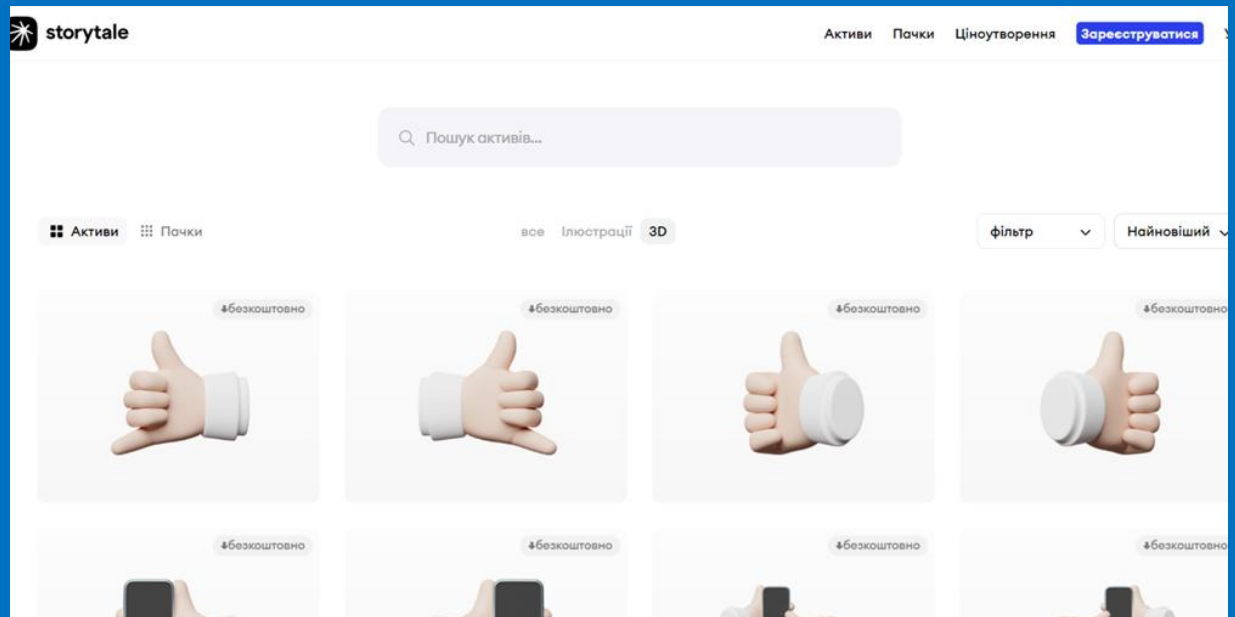 storytale
Активи Пачки Ціноутворення Зареєструватися
Пошук активів...
Активи Пачки все Ілюстрації 3D фільтр Найновіший
безкоштовно безкоштовно безкоштовно безкоштовно
безкоштовно безкоштовно безкоштовно безкоштовно